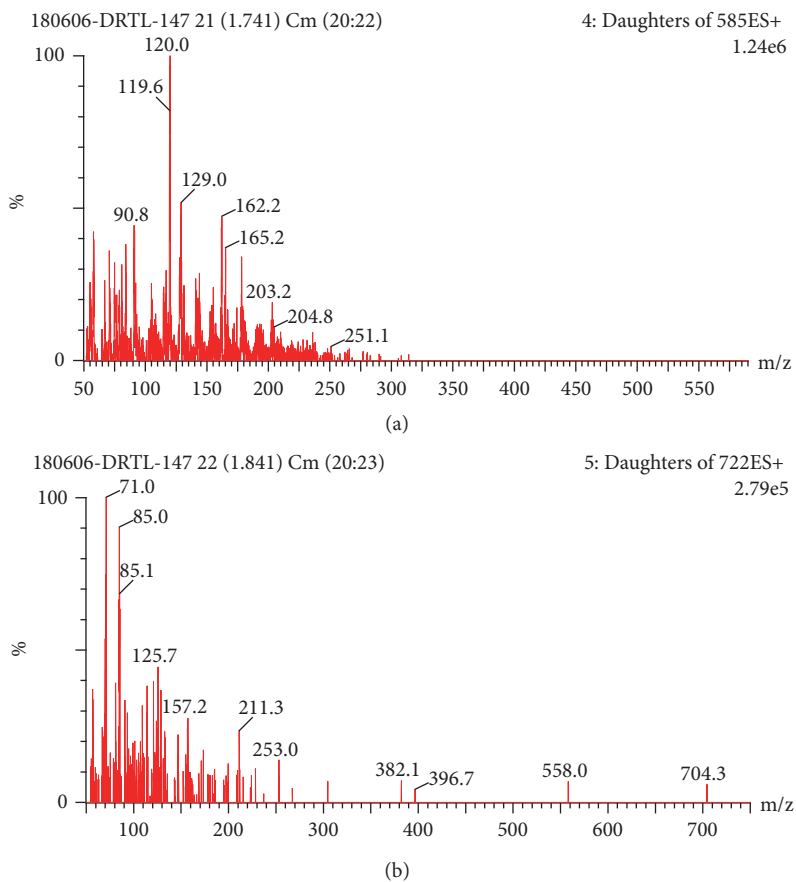 180606-DRTL-147 21 (1.741) Cm (20:22)
4: Daughters of 585ES+
1.24e6
120.0
100
119.6
129.0
162.2
90.8
165.2
%
203.2
204.8
251.1
0
m/z
50 100 150 200 250 300 350 400 450 500 550
(a)
180606-DRTL-147 22 (1.841) Cm (20:23)
5: Daughters of 722ES+
2.79e5
100
71.0
85.0
85.1
%
125.7
157.2
211.3
253.0
382.1
396.7
558.0
704.3
0
m/z
100 200 300 400 500 600 700
(b)